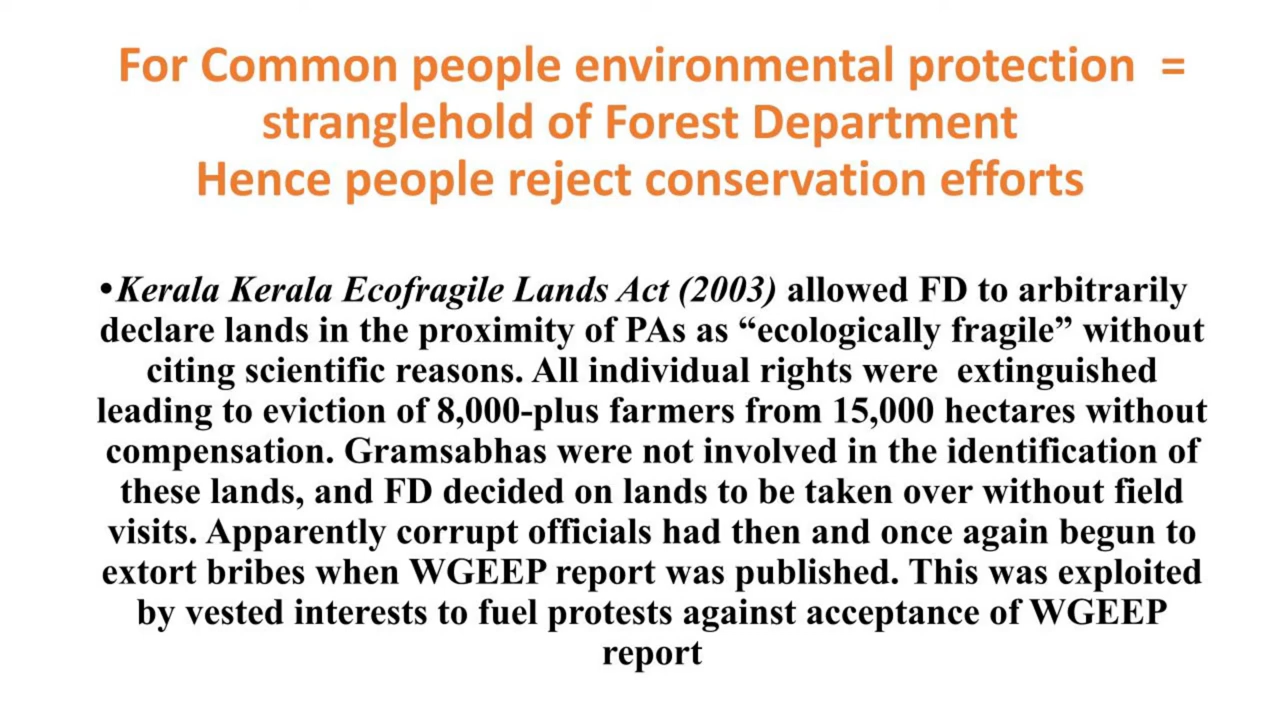 For Common people environmental protection =
stranglehold of Forest Department
Hence people reject conservation efforts
•Kerala Kerala Ecofragile Lands Act (2003) allowed FD to arbitrarily
declare lands in the proximity of PAs as “ecologically fragile” without
citing scientific reasons. All individual rights were extinguished
leading to eviction of 8,000-plus farmers from 15,000 hectares without
compensation. Gramsabhas were not involved in the identification of
these lands, and FD decided on lands to be taken over without field
visits. Apparently corrupt officials had then and once again begun to
extort bribes when WGEEP report was published. This was exploited
by vested interests to fuel protests against acceptance of WGEEP
report